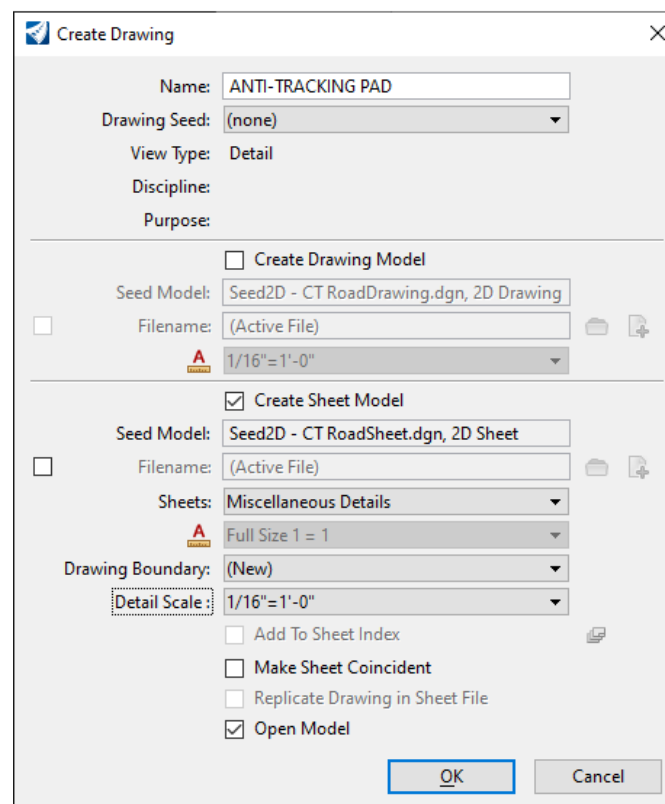 Create Drawing
Name: ANTI-TRACKING PAD
Drawing Seed: (none)
View Type: Detail
Discipline:
Purpose:
Create Drawing Model
Seed Model: Seed2D - CT RoadDrawing.dgn, 2D Drawing
Filename: (Active File)
A 1/16"=1'-0"
Create Sheet Model
Seed Model: Seed2D - CT RoadSheet.dgn, 2D Sheet
Filename: (Active File)
Sheets: Miscellaneous Details
A Full Size 1 = 1
Drawing Boundary: (New)
Detail Scale : 1/16"=1'-0"
Add To Sheet Index
Make Sheet Coincident
Replicate Drawing in Sheet File
Open Model
OK Cancel